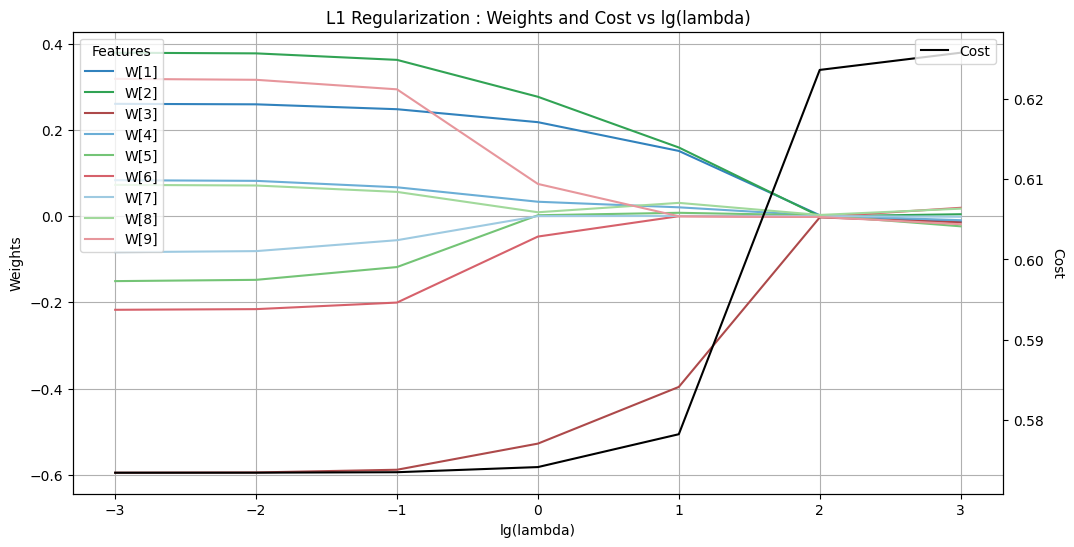 L1 Regularization : Weights and Cost vs lg(lambda)
Features
W[1]
W[2]
W[3]
W[4]
W[5]
W[6]
W[7]
W[8]
W[9]
Cost
Weights
0.4
0.2
0.0
−0.2
−0.4
−0.6
Cost
0.62
0.61
0.60
0.59
0.58
−3 −2 −1 0 1 2 3
lg(lambda)